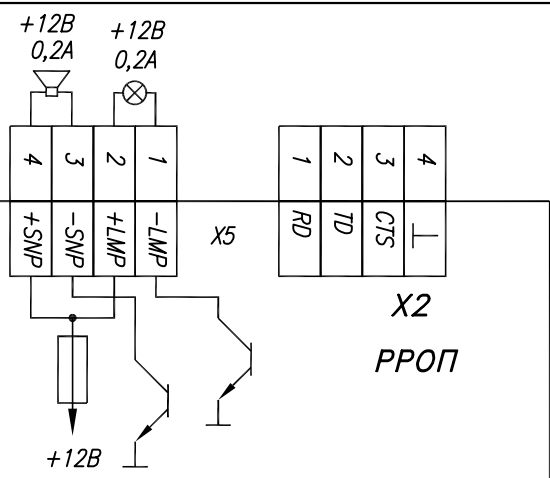 +12В
0,2А
+12В
0,2А
4 3 2 1
+SNP -SNP +LMP -LMP
X5
1 2 3 4
RD TD CTS ⊥
X2
РРОП
+12В